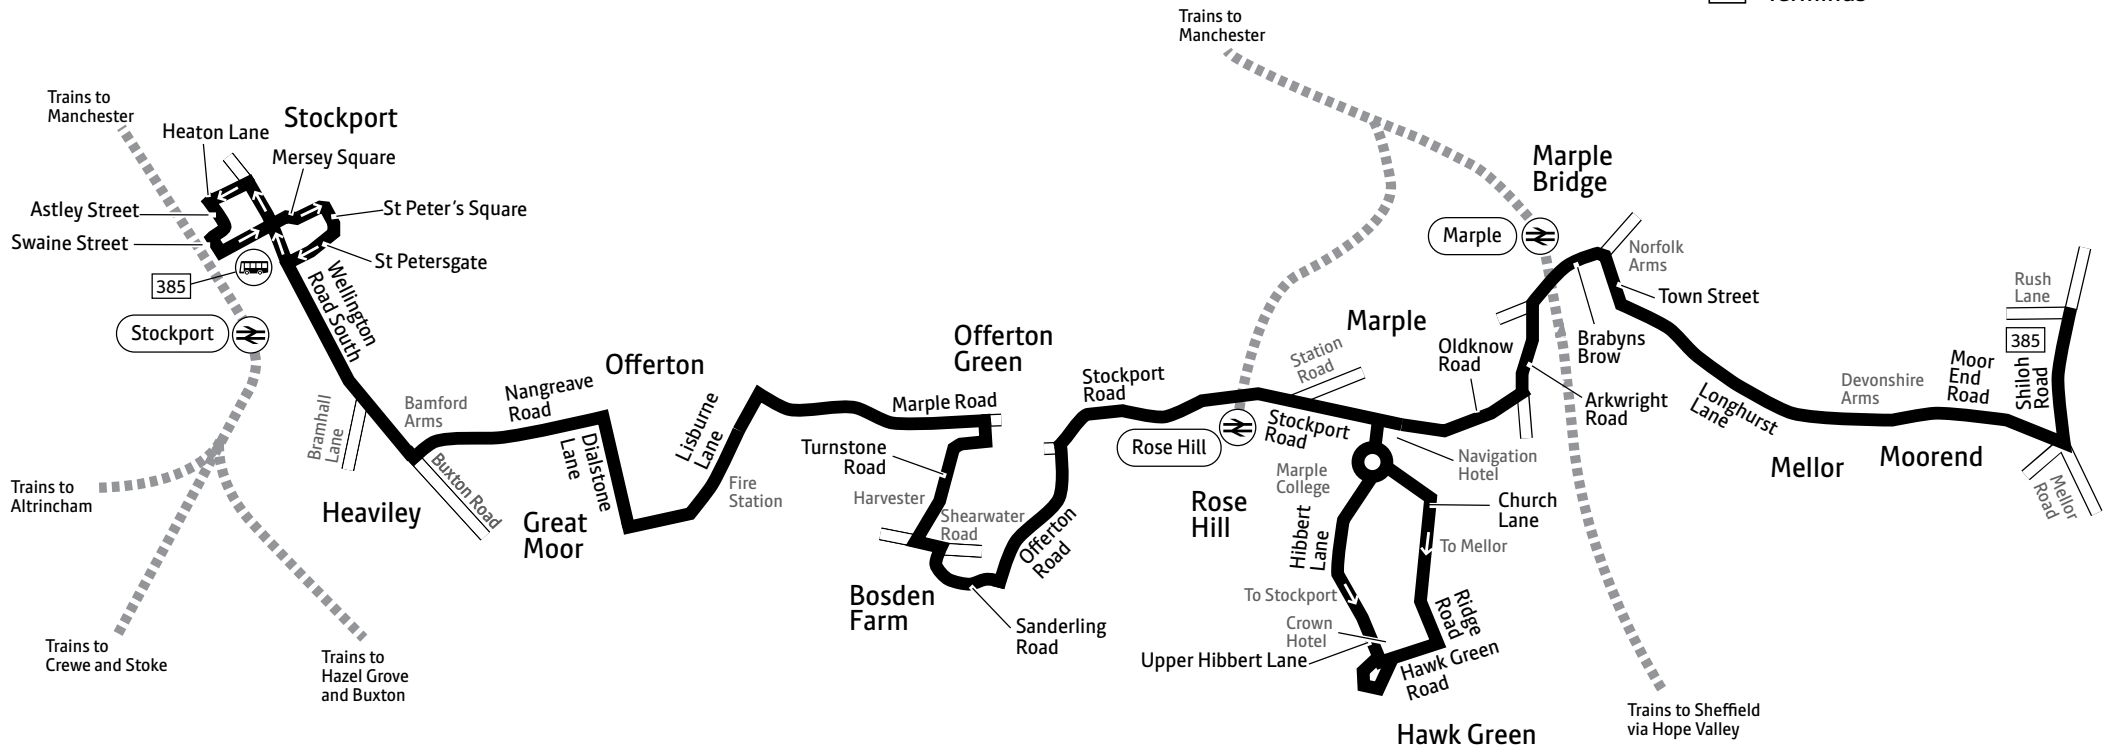 Terminus
Trains to
Manchester
Trains to
Manchester
Heaton Lane
Stockport
Mersey Square
Astley Street
St Peter's Square
Swaine Street
St Petersgate
385
Wellington
Road South
Stockport
Bramhall
Lane
Bamford
Arms
Buxton Road
Heaviley
Trains to
Altrincham
Trains to
Crewe and Stoke
Trains to
Hazel Grove
and Buxton
Nangreave
Road
Offerton
Dialstone
Lane
Great
Moor
Lisburne
Lane
Fire
Station
Offerton
Green
Marple Road
Turnstone
Road
Harvester
Shearwater
Road
Bosden
Farm
Sanderling
Road
Offerton
Road
Stockport
Road
Rose Hill
Rose
Hill
Station
Road
Stockport
Road
Marple
Marple
College
Navigation
Hotel
Hibbert
Lane
Church
Lane
To Mellor
To Stockport
Crown
Hotel
Upper Hibbert Lane
Ridge
Road
Hawk Green
Road
Hawk Green
Oldknow
Road
Arkwright
Road
Brabyns
Brow
Marple
Marple
Bridge
Norfolk
Arms
Town Street
Longhurst
Lane
Trains to Sheffield
via Hope Valley
Mellor
Devonshire
Arms
Moorend
Moor
End
Road
Rush
Lane
385
Shiloh
Road
Mellor
Road